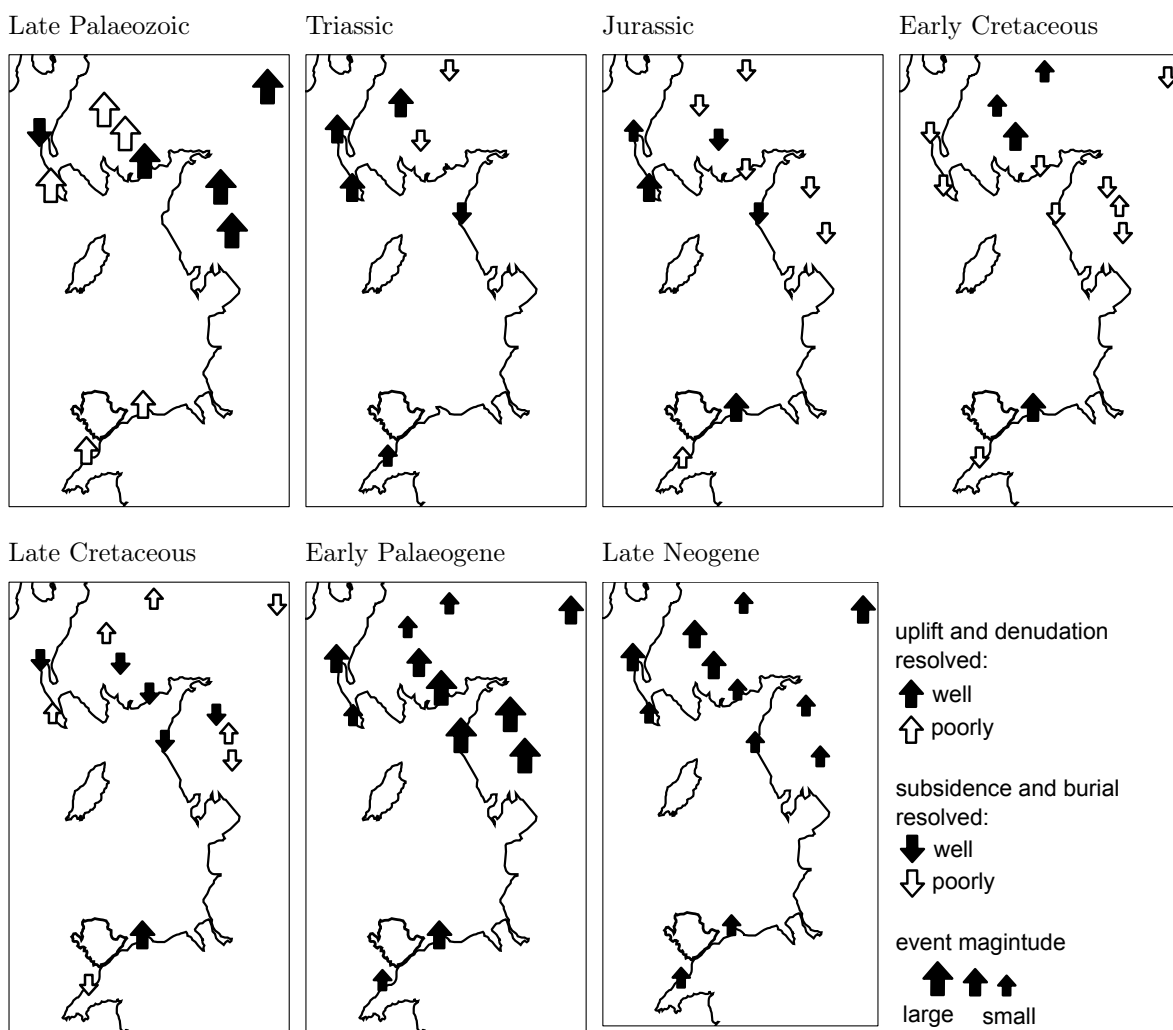 Late Palaeozoic
Triassic
Jurassic
Early Cretaceous
Late Cretaceous
Early Palaeogene
Late Neogene
uplift and denudation
resolved:
well
poorly
subsidence and burial
resolved:
well
poorly
event magintude
large small